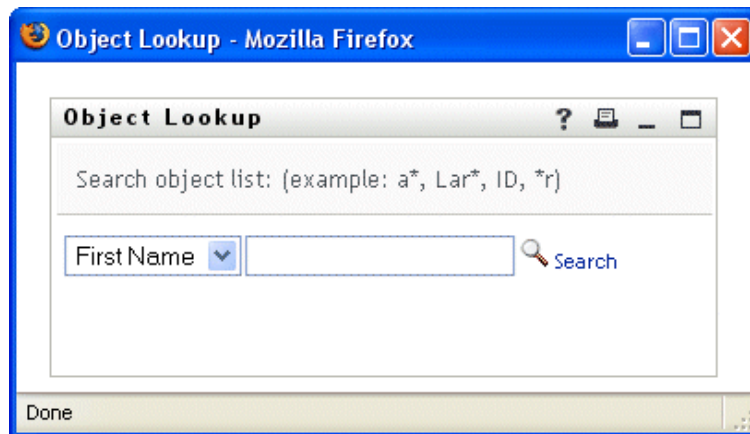 Object Lookup - Mozilla Firefox
Object Lookup ?
Search object list: (example: a*, Lar*, ID, *r)
First Name Search
Done